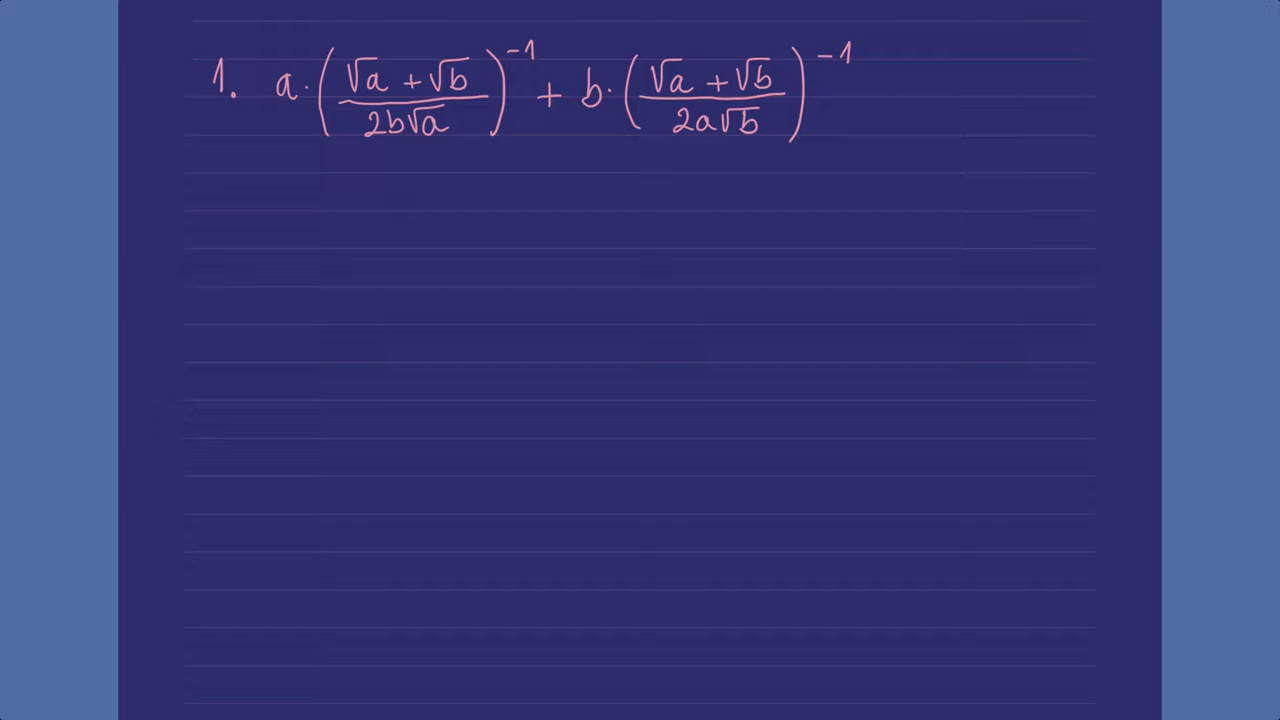 1. a · ( (√a + √b) / (2b√a) )⁻¹ + b · ( (√a + √b) / (2a√b) )⁻¹